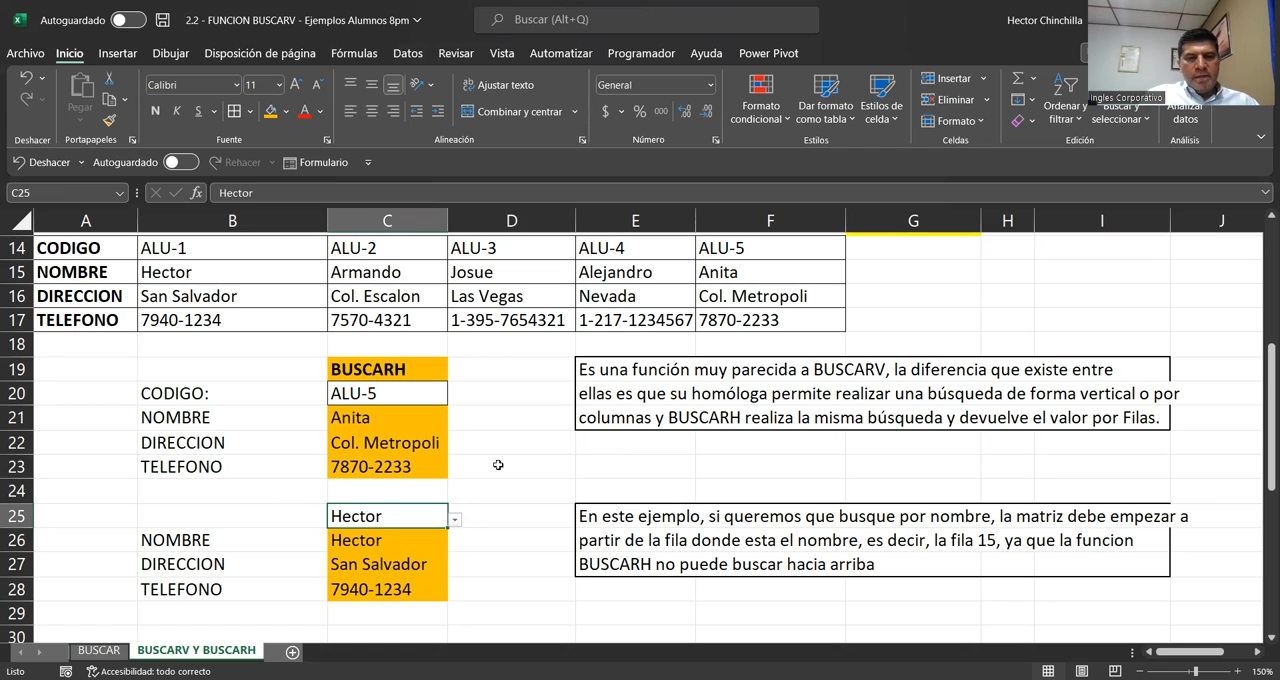 Autoguardado 2.2 - FUNCION BUSCARV - Ejemplos Alumnos 8pm Buscar (Alt+Q) Hector Chinchilla
Archivo Inicio Insertar Dibujar Disposición de página Fórmulas Datos Revisar Vista Automatizar Programador Ayuda Power Pivot
Ingles Corporativo
Pegar Calibri 11 Ajustar texto General Formato condicional Dar formato como tabla Estilos de celda Insertar Ordenar y filtrar Buscar y seleccionar Analizar datos
N K S Combinar y centrar $ % 000 Eliminar
Formato
Deshacer Portapapeles Fuente Alineación Número Estilos Celdas Edición Análisis
Deshacer Autoguardado Rehacer Formulario
C25 fx Hector
A B C D E F G H I J
14 CODIGO ALU-1 ALU-2 ALU-3 ALU-4 ALU-5
15 NOMBRE Hector Armando Josue Alejandro Anita
16 DIRECCION San Salvador Col. Escalon Las Vegas Nevada Col. Metropoli
17 TELEFONO 7940-1234 7570-4321 1-395-7654321 1-217-1234567 7870-2233
18
19 BUSCARH Es una función muy parecida a BUSCARV, la diferencia que existe entre
20 CODIGO: ALU-5 ellas es que su homóloga permite realizar una búsqueda de forma vertical o por
21 NOMBRE Anita columnas y BUSCARH realiza la misma búsqueda y devuelve el valor por Filas.
22 DIRECCION Col. Metropoli
23 TELEFONO 7870-2233
24
25 Hector En este ejemplo, si queremos que busque por nombre, la matriz debe empezar a
26 NOMBRE Hector partir de la fila donde esta el nombre, es decir, la fila 15, ya que la funcion
27 DIRECCION San Salvador BUSCARH no puede buscar hacia arriba
28 TELEFONO 7940-1234
29
30
BUSCAR BUSCARV Y BUSCARH
Listo Accesibilidad: todo correcto 150%